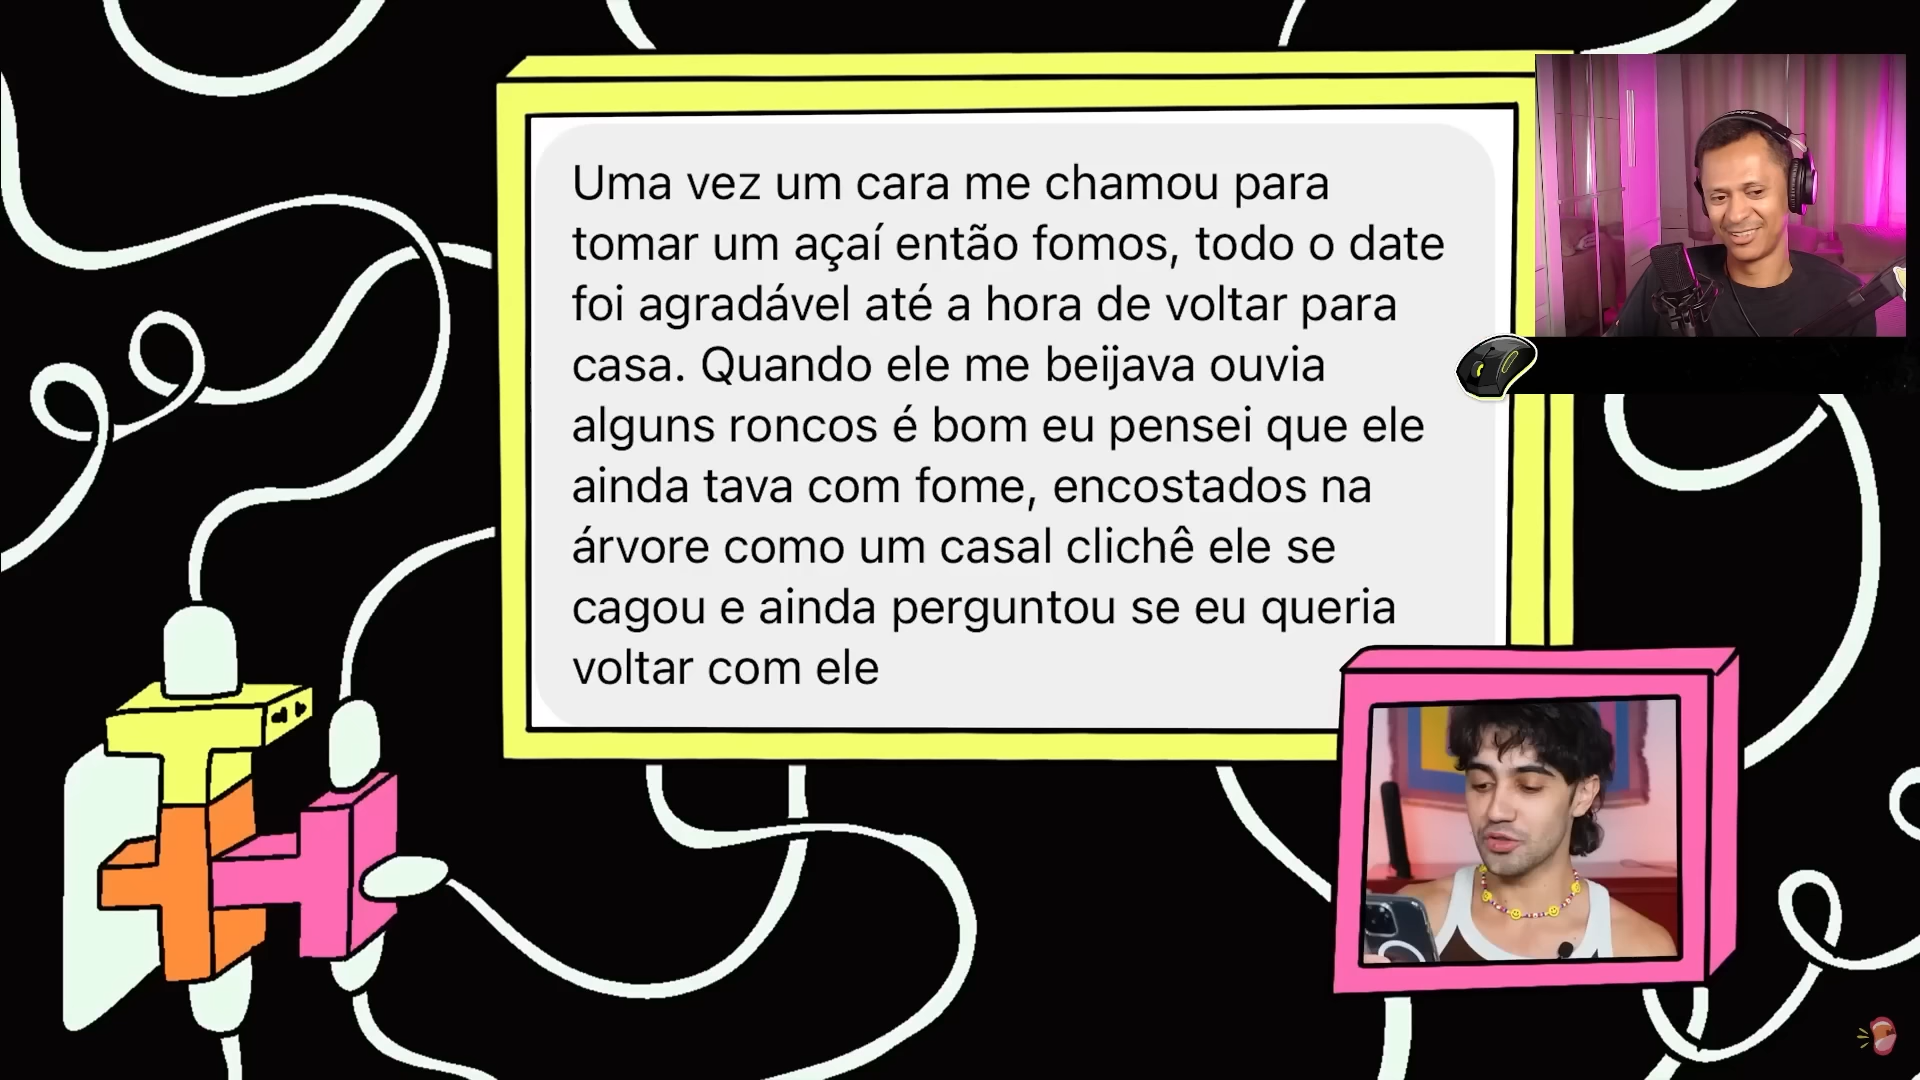 Uma vez um cara me chamou para
tomar um açaí então fomos, todo o date
foi agradável até a hora de voltar para
casa. Quando ele me beijava ouvia
alguns roncos é bom eu pensei que ele
ainda tava com fome, encostados na
árvore como um casal clichê ele se
cagou e ainda perguntou se eu queria
voltar com ele